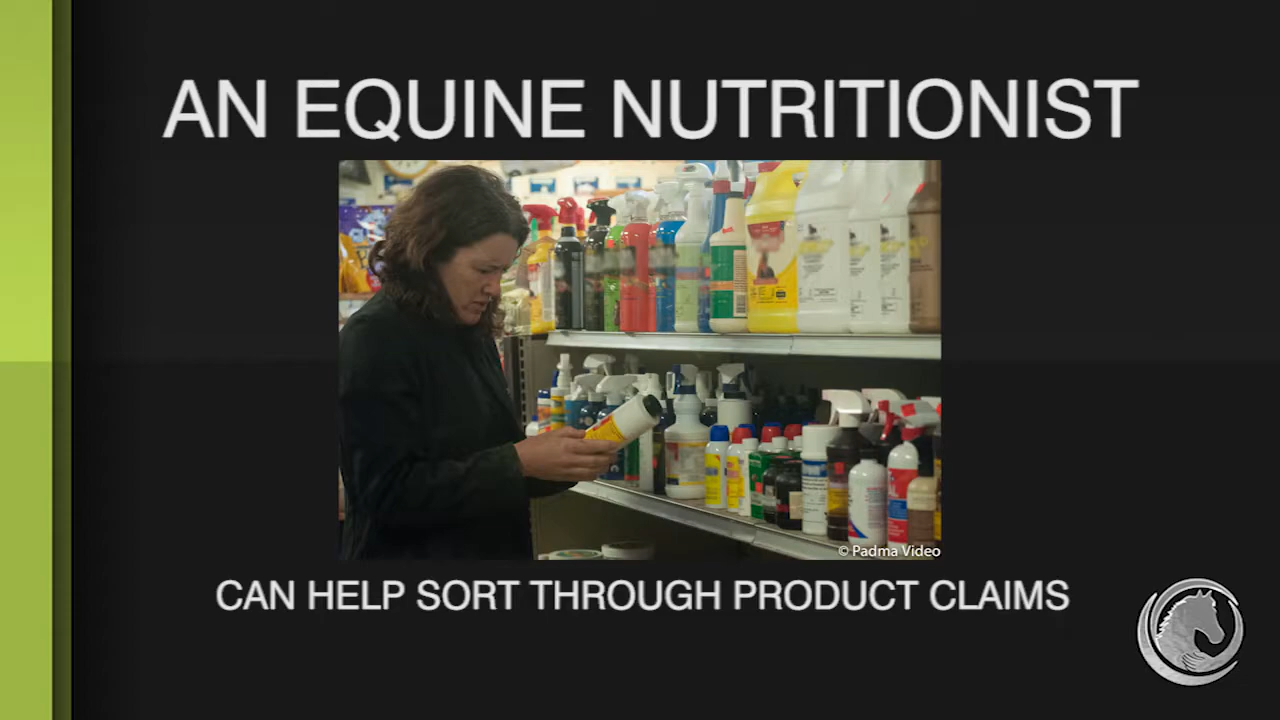 AN EQUINE NUTRITIONIST
© Padma Video
CAN HELP SORT THROUGH PRODUCT CLAIMS